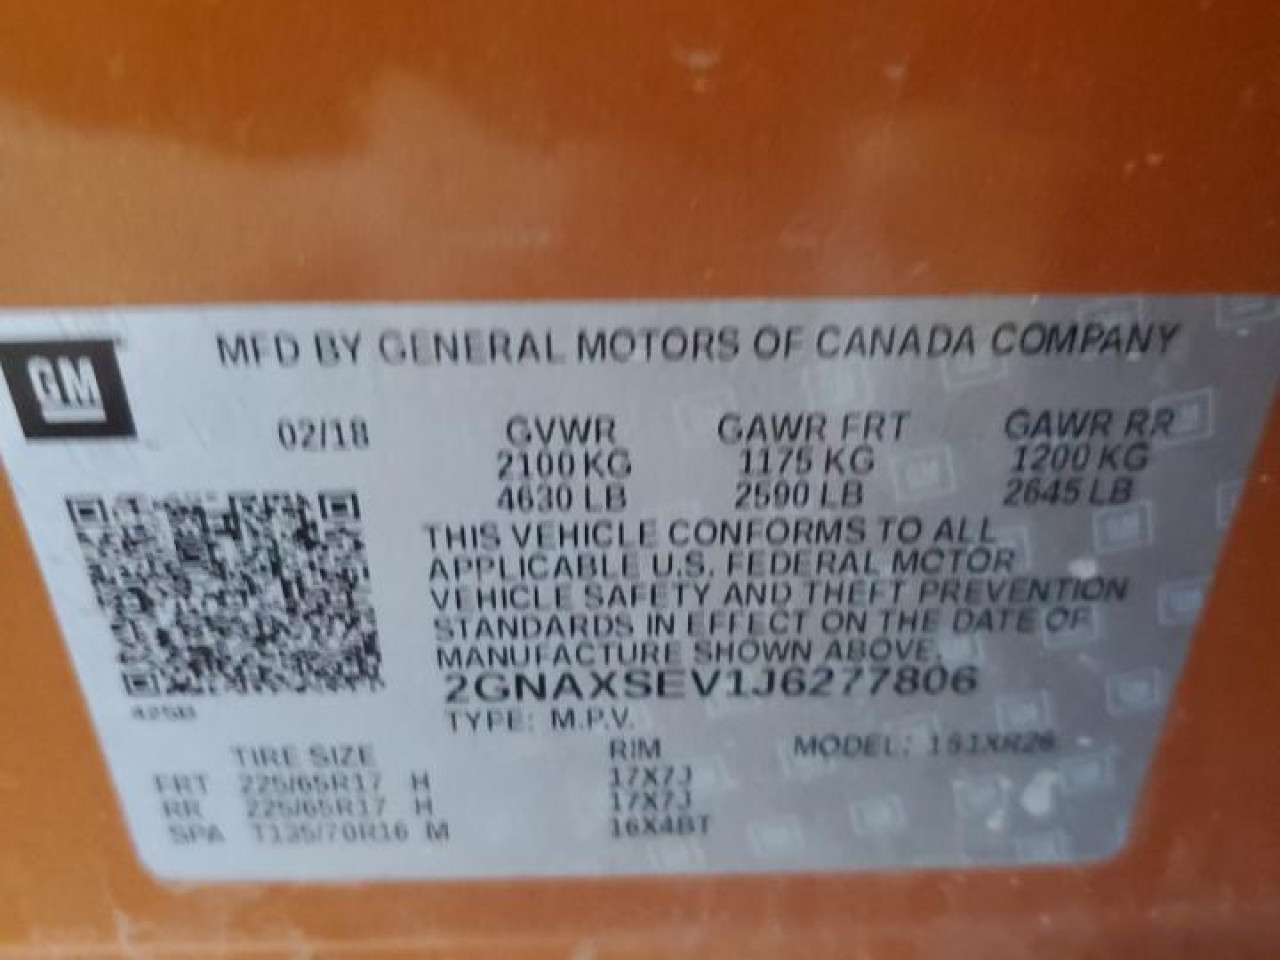 MFD BY GENERAL MOTORS OF CANADA COMPANY
GM
02/18 GVWR GAWR FRT GAWR RR
2100 KG 1175 KG 1200 KG
4630 LB 2590 LB 2645 LB
THIS VEHICLE CONFORMS TO ALL
APPLICABLE U.S. FEDERAL MOTOR
VEHICLE SAFETY AND THEFT PREVENTION
STANDARDS IN EFFECT ON THE DATE OF
MANUFACTURE SHOWN ABOVE.
2GNAXSEV1J6277806
TYPE: M.P.V.
TIRE SIZE RIM MODEL: 1S1XR26
FRT 225/65R17 H 17X7J
RR 225/65R17 H 17X7J
SPA T135/70R16 M 16X4BT